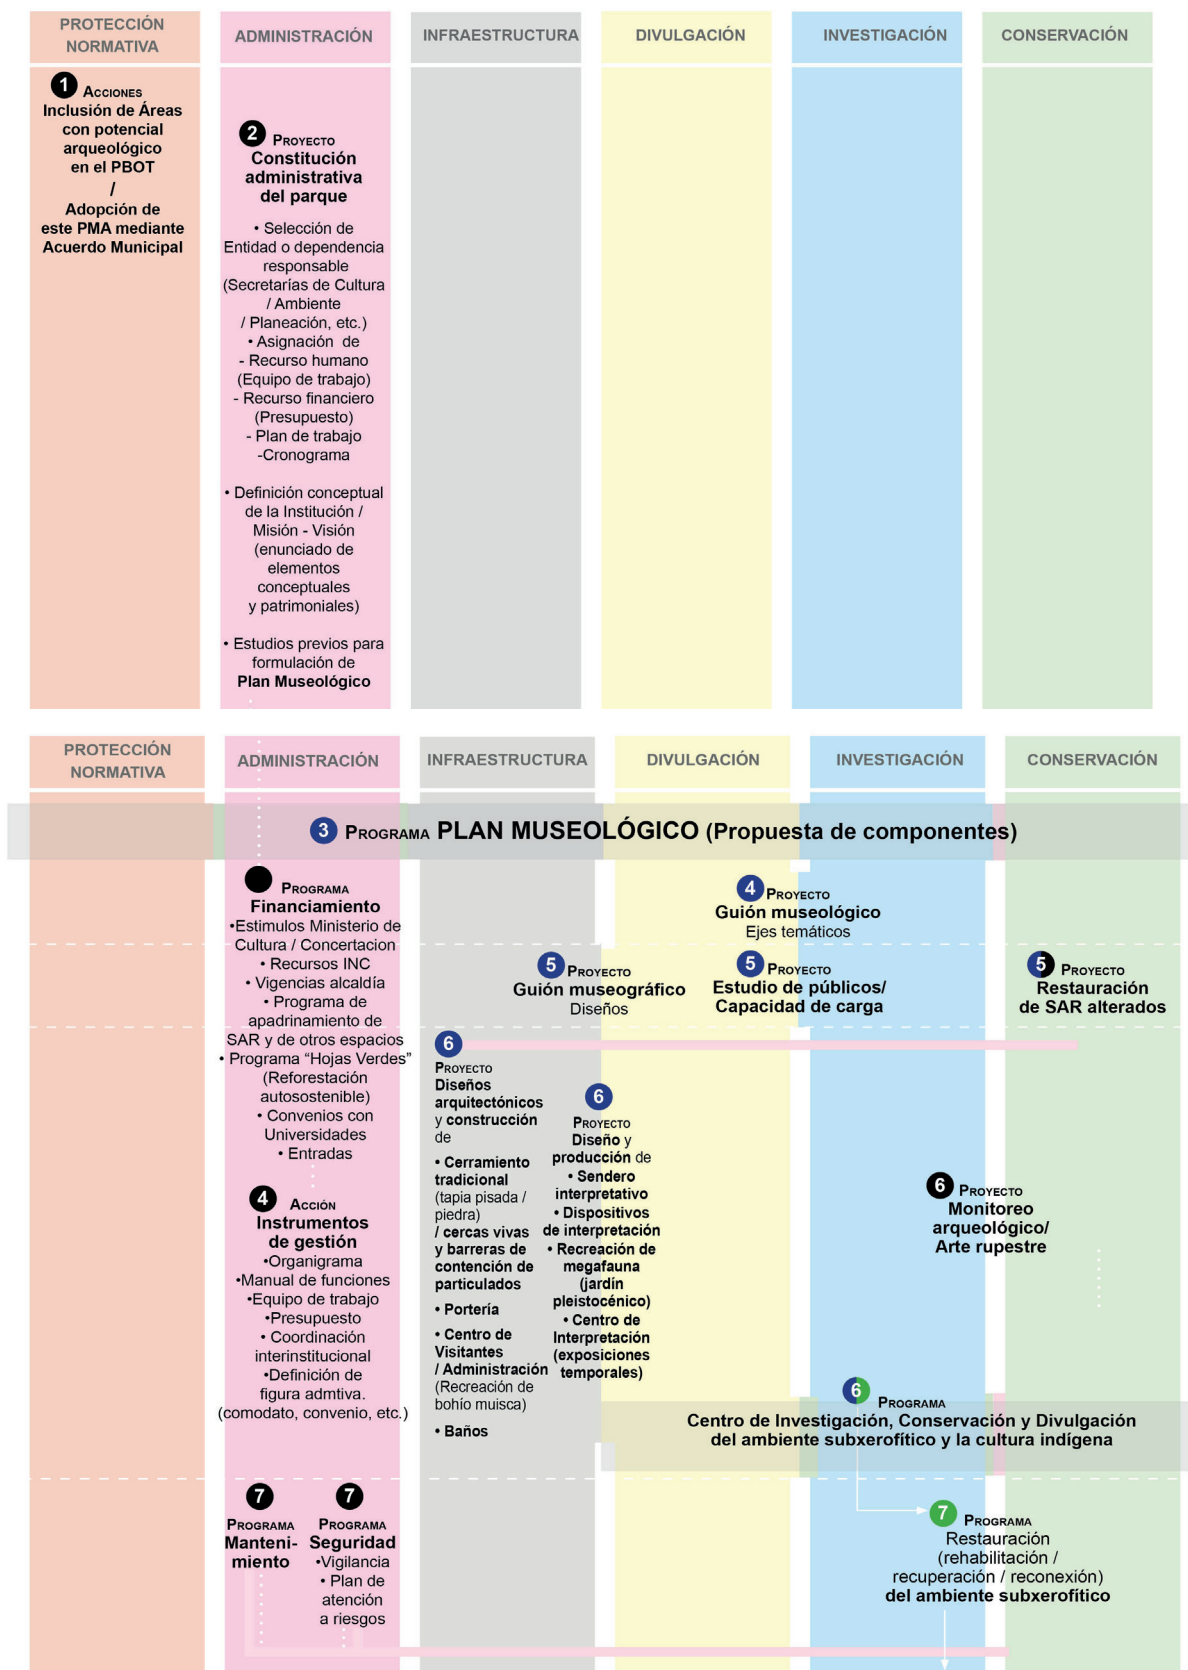 PROTECCIÓN
NORMATIVA
ADMINISTRACIÓN
INFRAESTRUCTURA
DIVULGACIÓN
INVESTIGACIÓN
CONSERVACIÓN
1 Acciones
Inclusión de Áreas
con potencial
arqueológico
en el PBOT
/
Adopción de
este PMA mediante
Acuerdo Municipal
2 Proyecto
Constitución
administrativa
del parque
• Selección de
Entidad o dependencia
responsable
(Secretarías de Cultura
/ Ambiente
/ Planeación, etc.)
• Asignación de
- Recurso humano
(Equipo de trabajo)
- Recurso financiero
(Presupuesto)
- Plan de trabajo
-Cronograma
• Definición conceptual
de la Institución /
Misión - Visión
(enunciado de
elementos
conceptuales
y patrimoniales)
• Estudios previos para
formulación de
Plan Museológico
PROTECCIÓN
NORMATIVA
ADMINISTRACIÓN
INFRAESTRUCTURA
DIVULGACIÓN
INVESTIGACIÓN
CONSERVACIÓN
3 Programa PLAN MUSEOLÓGICO (Propuesta de componentes)
Programa
Financiamiento
•Estimulos Ministerio de
Cultura / Concertacion
• Recursos INC
• Vigencias alcaldía
• Programa de
apadrinamiento de
SAR y de otros espacios
• Programa “Hojas Verdes”
(Reforestación
autosostenible)
• Convenios con
Universidades
• Entradas
4 Acción
Instrumentos
de gestión
•Organigrama
•Manual de funciones
•Equipo de trabajo
•Presupuesto
• Coordinación
interinstitucional
•Definición de
figura admtiva.
(comodato, convenio, etc.)
4 Proyecto
Guión museológico
Ejes temáticos
5 Proyecto
Guión museográfico
Diseños
5 Proyecto
Estudio de públicos/
Capacidad de carga
5 Proyecto
Restauración
de SAR alterados
6
Proyecto
Diseños
arquitectónicos
y construcción
de
• Cerramiento
tradicional
(tapia pisada /
piedra)
/ cercas vivas
y barreras de
contención de
particulados
• Portería
• Centro de
Visitantes
/ Administración
(Recreación de
bohío muisca)
• Baños
6
Proyecto
Diseño y
producción de
• Sendero
interpretativo
• Dispositivos
de interpretación
• Recreación de
megafauna
(jardín
pleistocénico)
• Centro de
Interpretación
(exposiciones
temporales)
6 Proyecto
Monitoreo
arqueológico/
Arte rupestre
6 Programa
Centro de Investigación, Conservación y Divulgación
del ambiente subxerofítico y la cultura indígena
7
Programa
Manteni-
miento
7
Programa
Seguridad
•Vigilancia
• Plan de
atención
a riesgos
7 Programa
Restauración
(rehabilitación /
recuperación / reconexión)
del ambiente subxerofítico